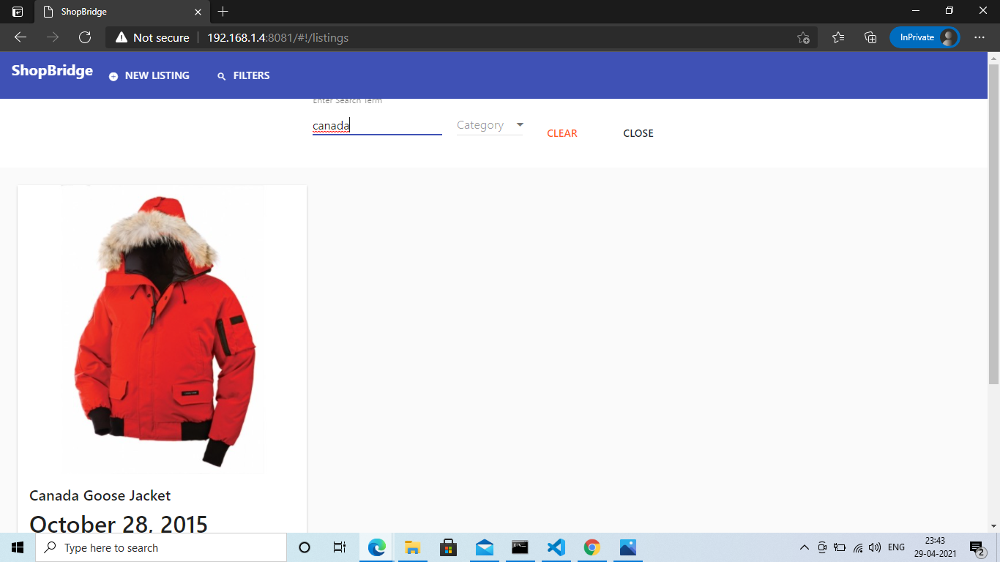 ShopBridge
Not secure 192.168.1.4:8081/#!/listings
InPrivate
ShopBridge NEW LISTING FILTERS
Enter Search Term
canada Category CLEAR CLOSE
Canada Goose Jacket
October 28, 2015
Type here to search
ENG
23:43
29-04-2021
2